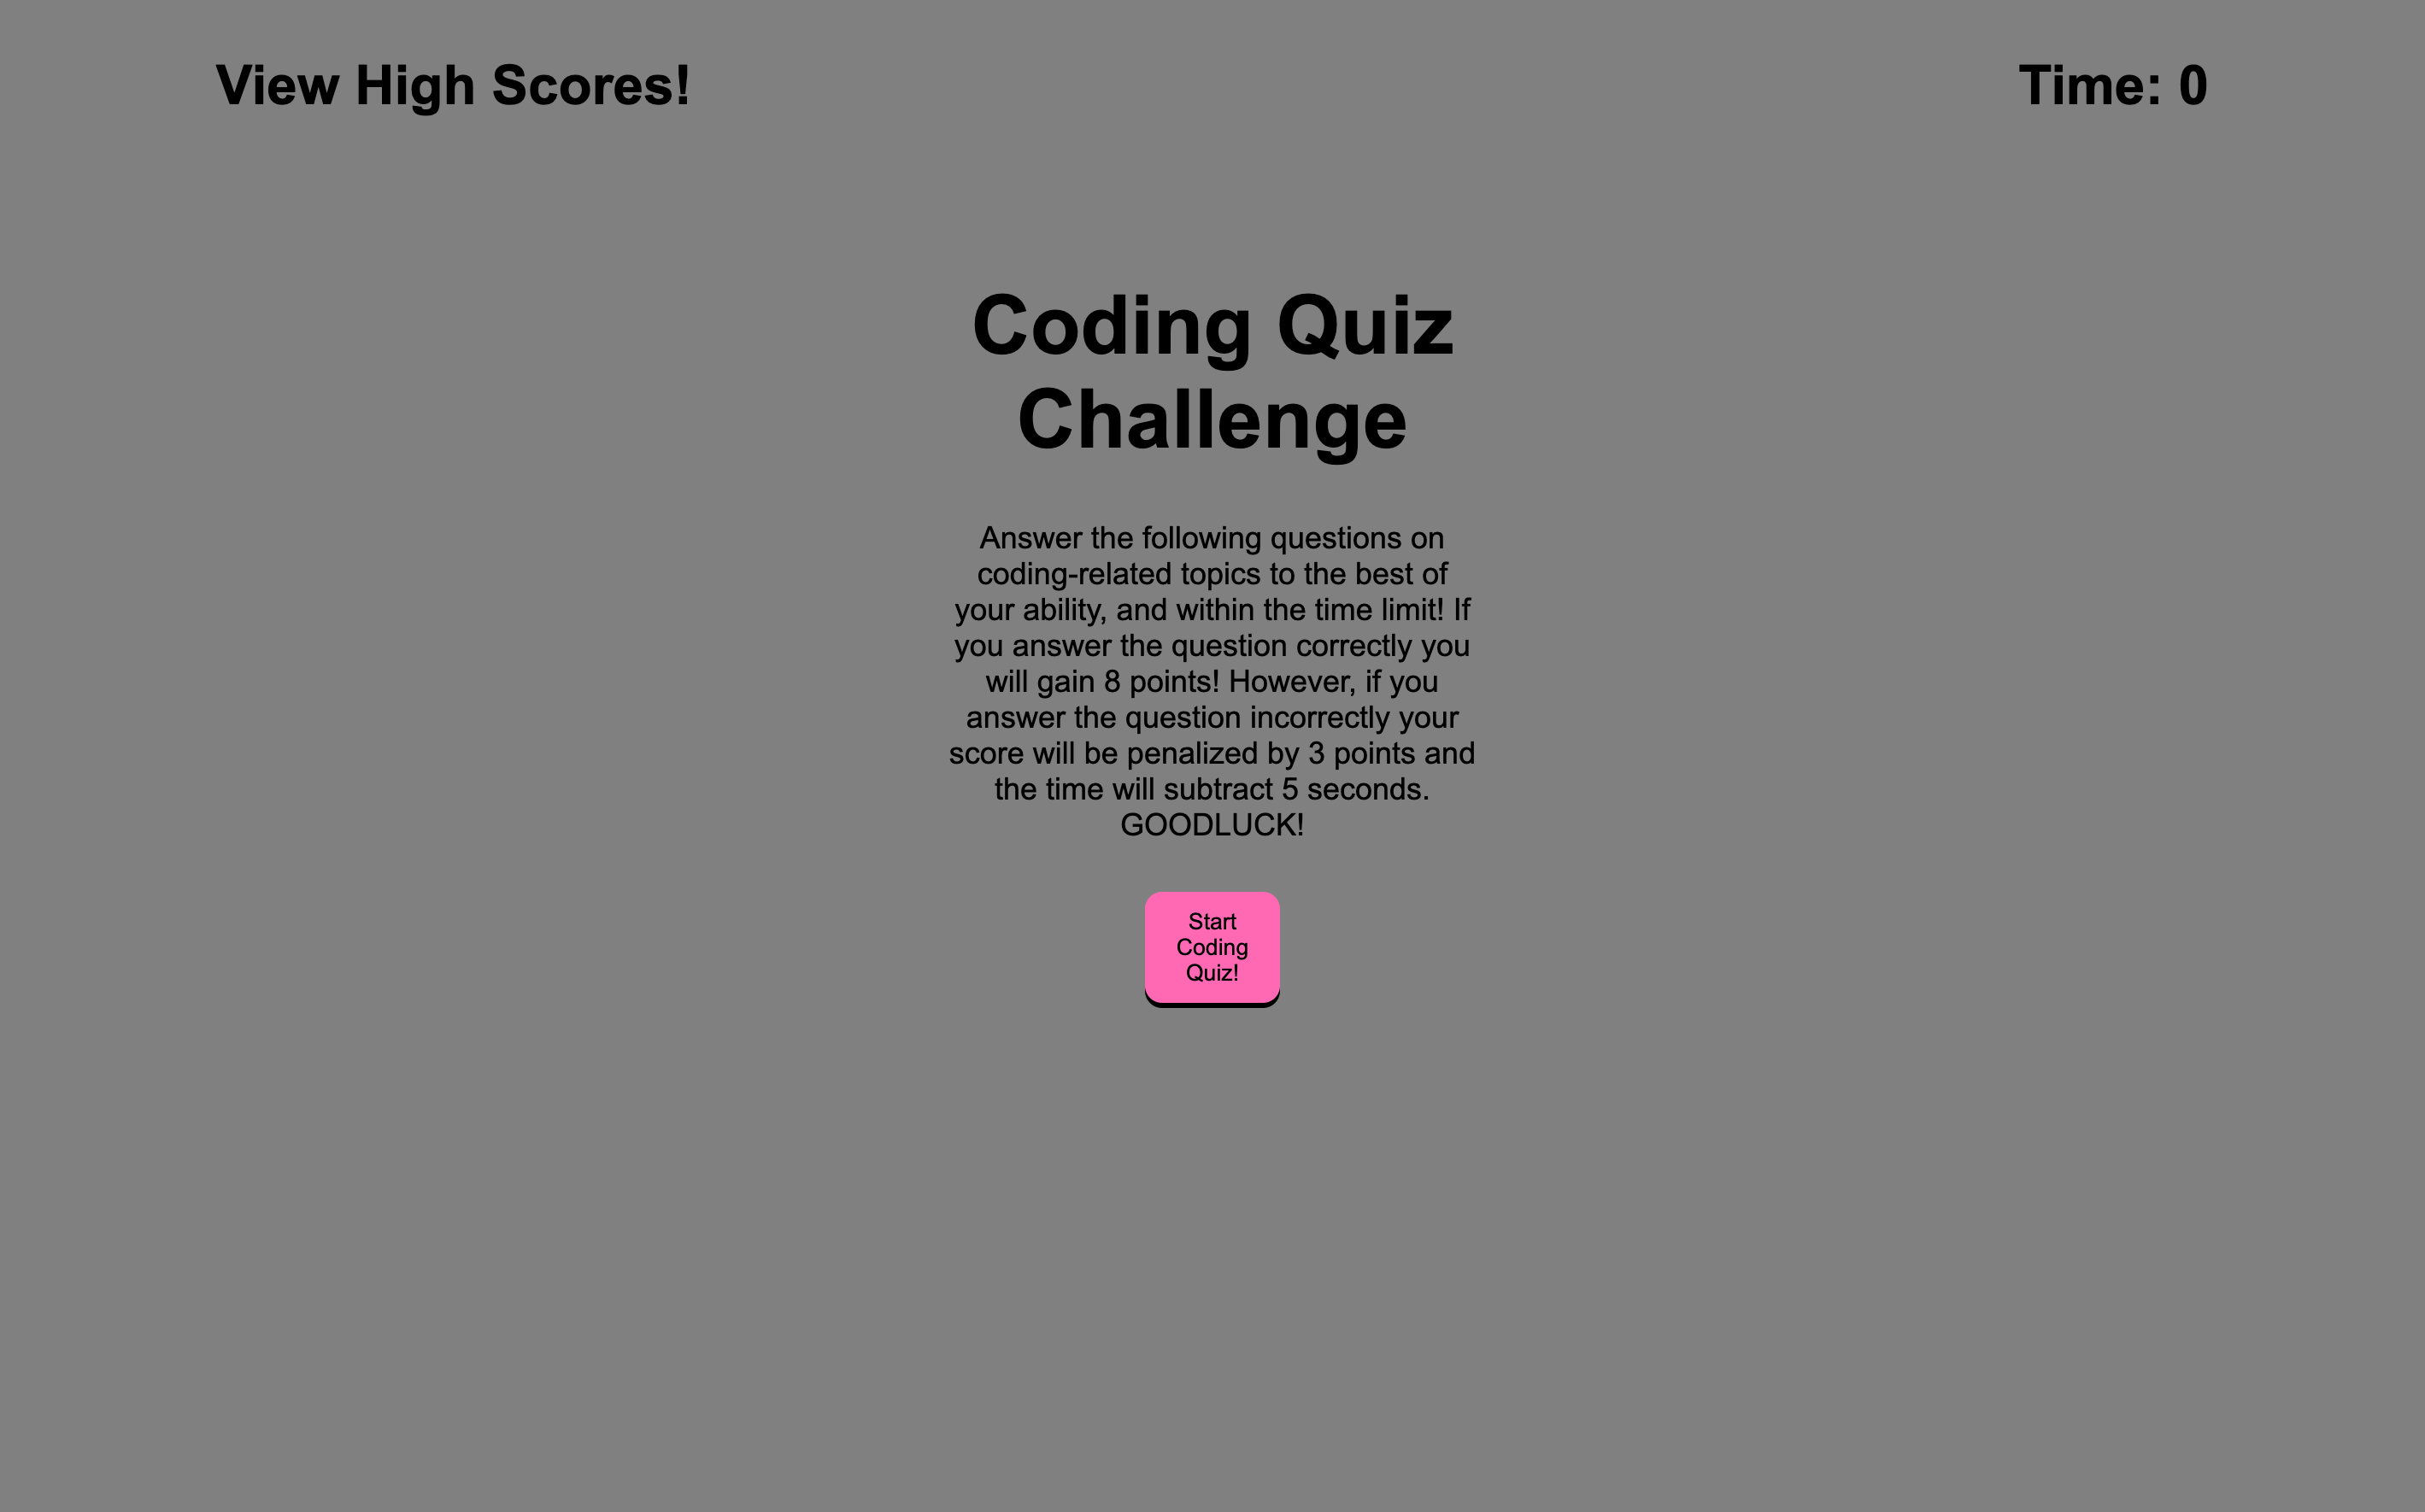 View High Scores!
Time: 0
Coding Quiz
Challenge
Answer the following questions on
coding-related topics to the best of
your ability, and within the time limit! If
you answer the question correctly you
will gain 8 points! However, if you
answer the question incorrectly your
score will be penalized by 3 points and
the time will subtract 5 seconds.
GOODLUCK!
Start
Coding
Quiz!